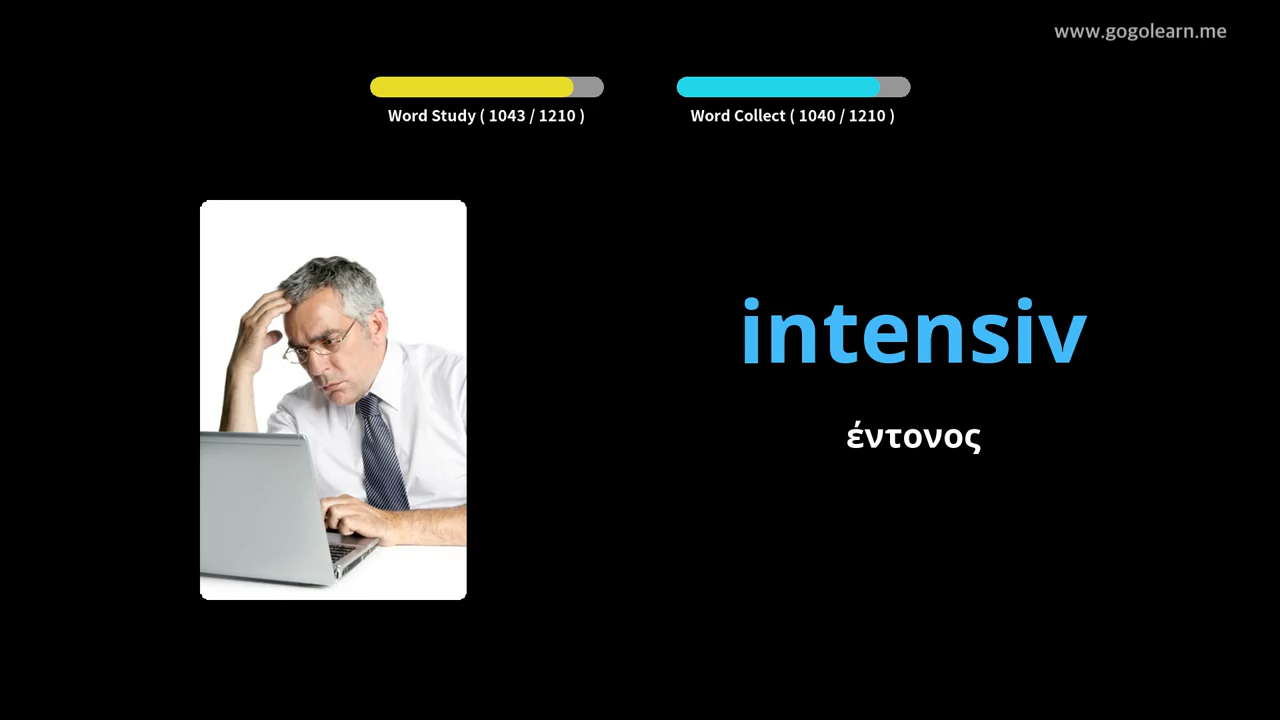 www.gogolearn.me
Word Study ( 1043 / 1210 )
Word Collect ( 1040 / 1210 )
intensiv
έντονος